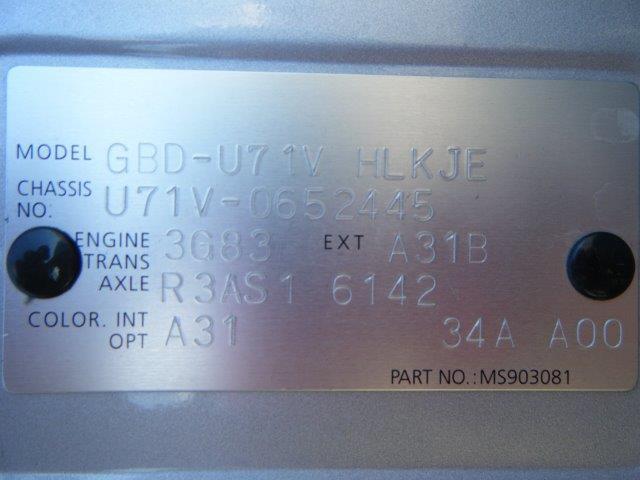 MODEL GBD-U71V HLKJE
CHASSIS NO. U71V-0652445
ENGINE 3G83 EXT A31B
TRANS AXLE R3AS1 6142
COLOR. INT OPT A31 34A A00
PART NO.:MS903081